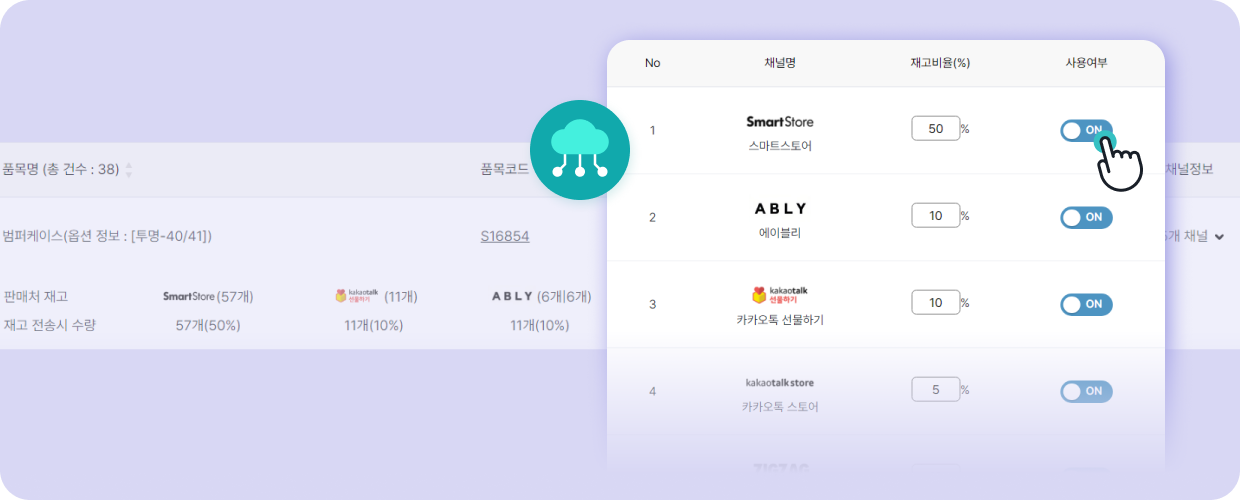 No 채널명 재고비율(%) 사용여부
1 SmartStore 50 % ON
스마트스토어
2 ABLY 10 % ON
에이블리
3 kakaotalk 선물하기 10 % ON
카카오톡 선물하기
4 kakaotalk store 5 % ON
카카오톡 스토어
ZIGZAG
품목명 (총 건수 : 38) 품목코드 채널정보
범퍼케이스(옵션 정보 : [투명-40/41]) S16854 개 채널
판매처 재고 SmartStore (57개) kakaotalk 선물하기 (11개) ABLY (6개|6개)
재고 전송시 수량 57개(50%) 11개(10%) 11개(10%)